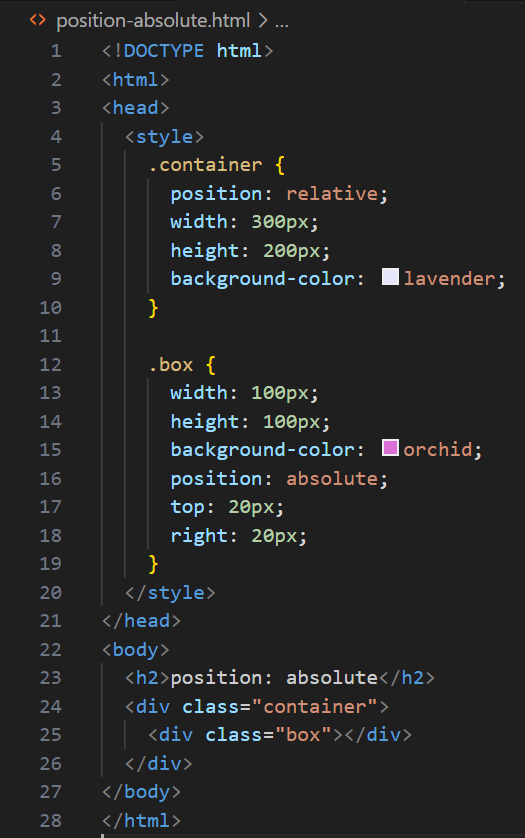 position-absolute.html > ...
1 <!DOCTYPE html>
2 <html>
3 <head>
4   <style>
5     .container {
6       position: relative;
7       width: 300px;
8       height: 200px;
9       background-color: lavender;
10     }
11
12     .box {
13       width: 100px;
14       height: 100px;
15       background-color: orchid;
16       position: absolute;
17       top: 20px;
18       right: 20px;
19     }
20   </style>
21 </head>
22 <body>
23   <h2>position: absolute</h2>
24   <div class="container">
25     <div class="box"></div>
26   </div>
27 </body>
28 </html>